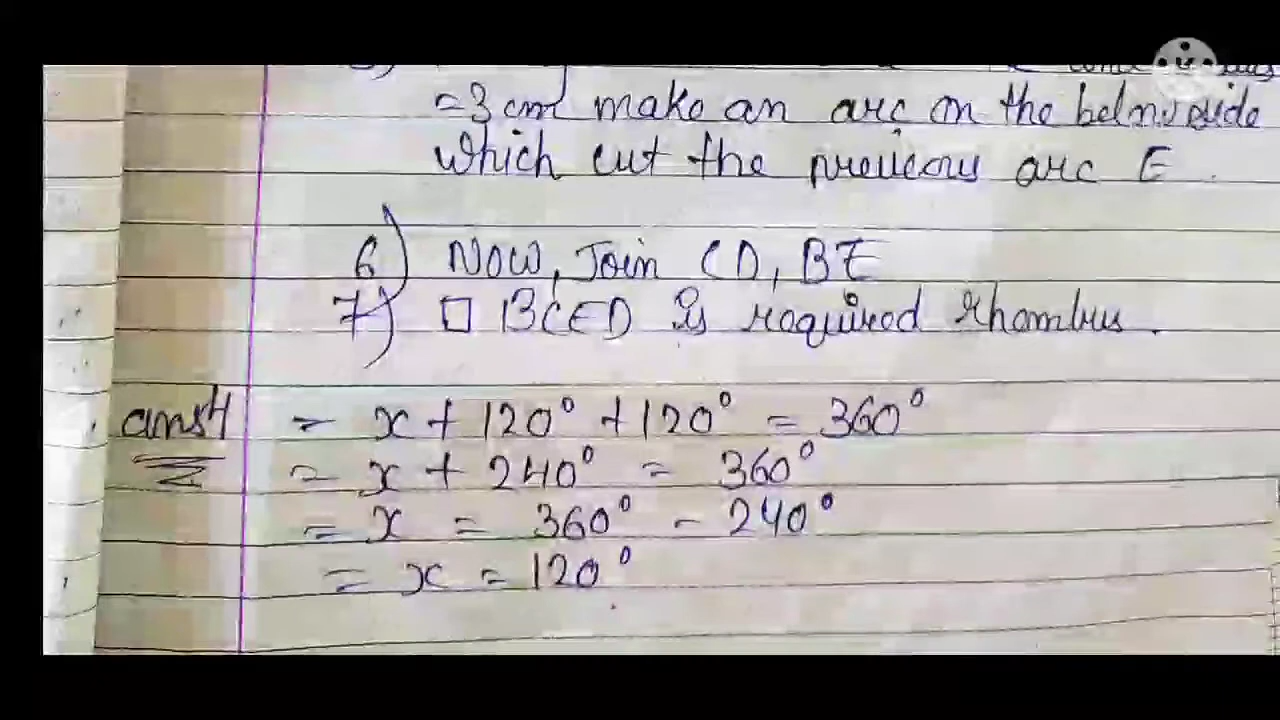 =3 cm make an arc on the below side
which cut the previous arc E.
6) NOW, Join CD, BE
7) □ BCED is required rhombus.
ans4 = x + 120° + 120° = 360°
= x + 240° = 360°
= x = 360° - 240°
= x = 120°